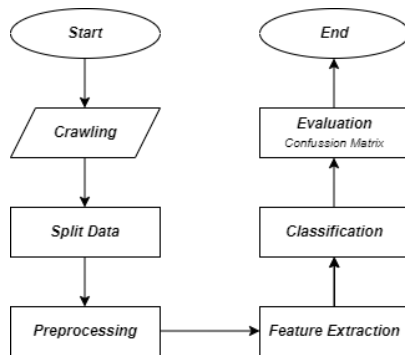 Start
Crawling
Split Data
Preprocessing
Feature Extraction
Classification
Evaluation
Confussion Matrix
End